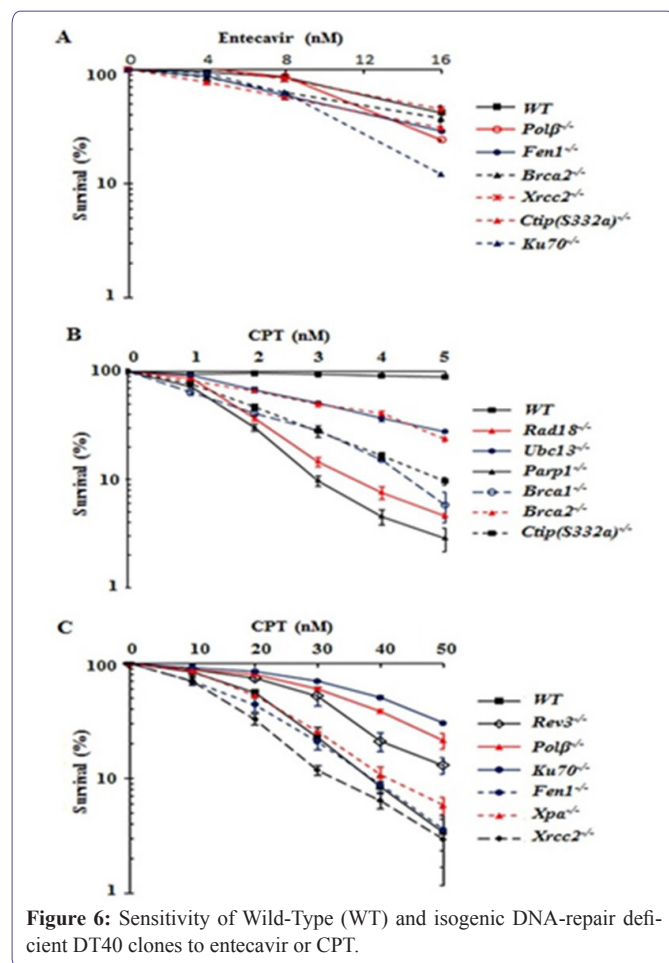 A
Entecavir (nM)
0 4 8 12 16
100
10
1
Survival (%)
WT
Polβ-/-
Fen1-/-
Brca2-/-
Xrcc2-/-
Ctip(S332a)-/-
Ku70-/-
B
CPT (nM)
0 1 2 3 4 5
100
10
1
Survival (%)
WT
Rad18-/-
Ubc13-/-
Parp1-/-
Brca1-/-
Brca2-/-
Ctip(S332a)-/-
C
CPT (nM)
0 10 20 30 40 50
100
10
1
Survival (%)
WT
Rev3-/-
Polβ-/-
Ku70-/-
Fen1-/-
Xpa-/-
Xrcc2-/-
Figure 6: Sensitivity of Wild-Type (WT) and isogenic DNA-repair defi-
cient DT40 clones to entecavir or CPT.